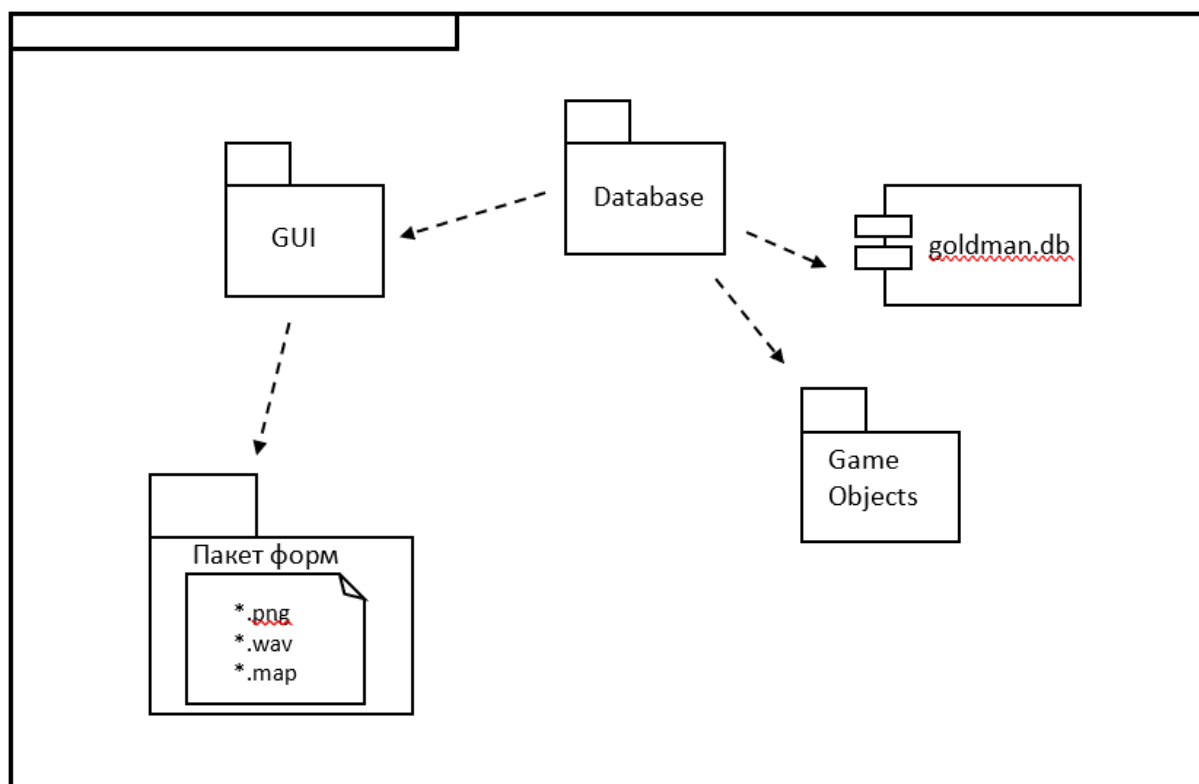 GUI
Database
goldman.db
Game
Objects
Пакет форм
*.png
*.wav
*.map